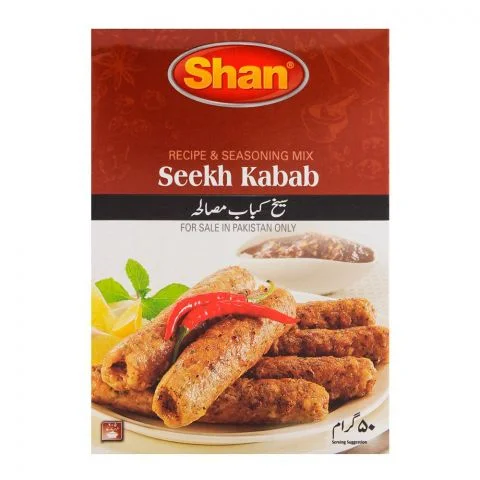 Shan®
RECIPE & SEASONING MIX
Seekh Kabab
سیخ کباب مصالحہ
FOR SALE IN PAKISTAN ONLY
۵۰ گرام
Serving Suggestion